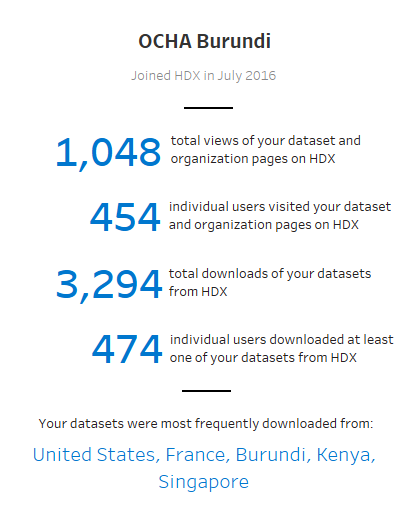 OCHA Burundi
Joined HDX in July 2016
1,048 total views of your dataset and
organization pages on HDX
454 individual users visited your dataset
and organization pages on HDX
3,294 total downloads of your datasets
from HDX
474 individual users downloaded at least
one of your datasets from HDX
Your datasets were most frequently downloaded from:
United States, France, Burundi, Kenya,
Singapore